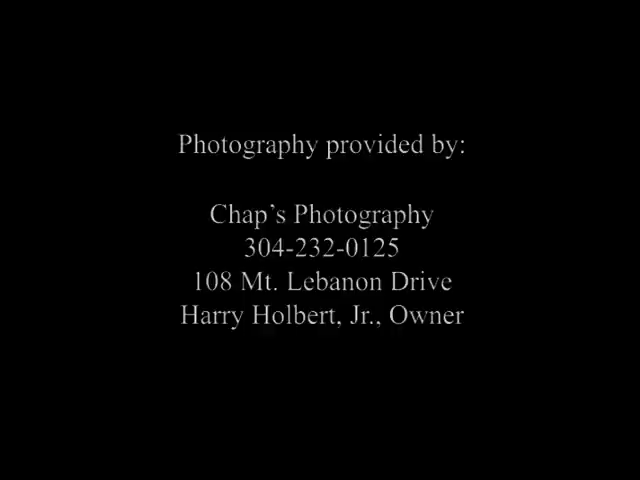 Photography provided by:
Chap’s Photography
304-232-0125
108 Mt. Lebanon Drive
Harry Holbert, Jr., Owner